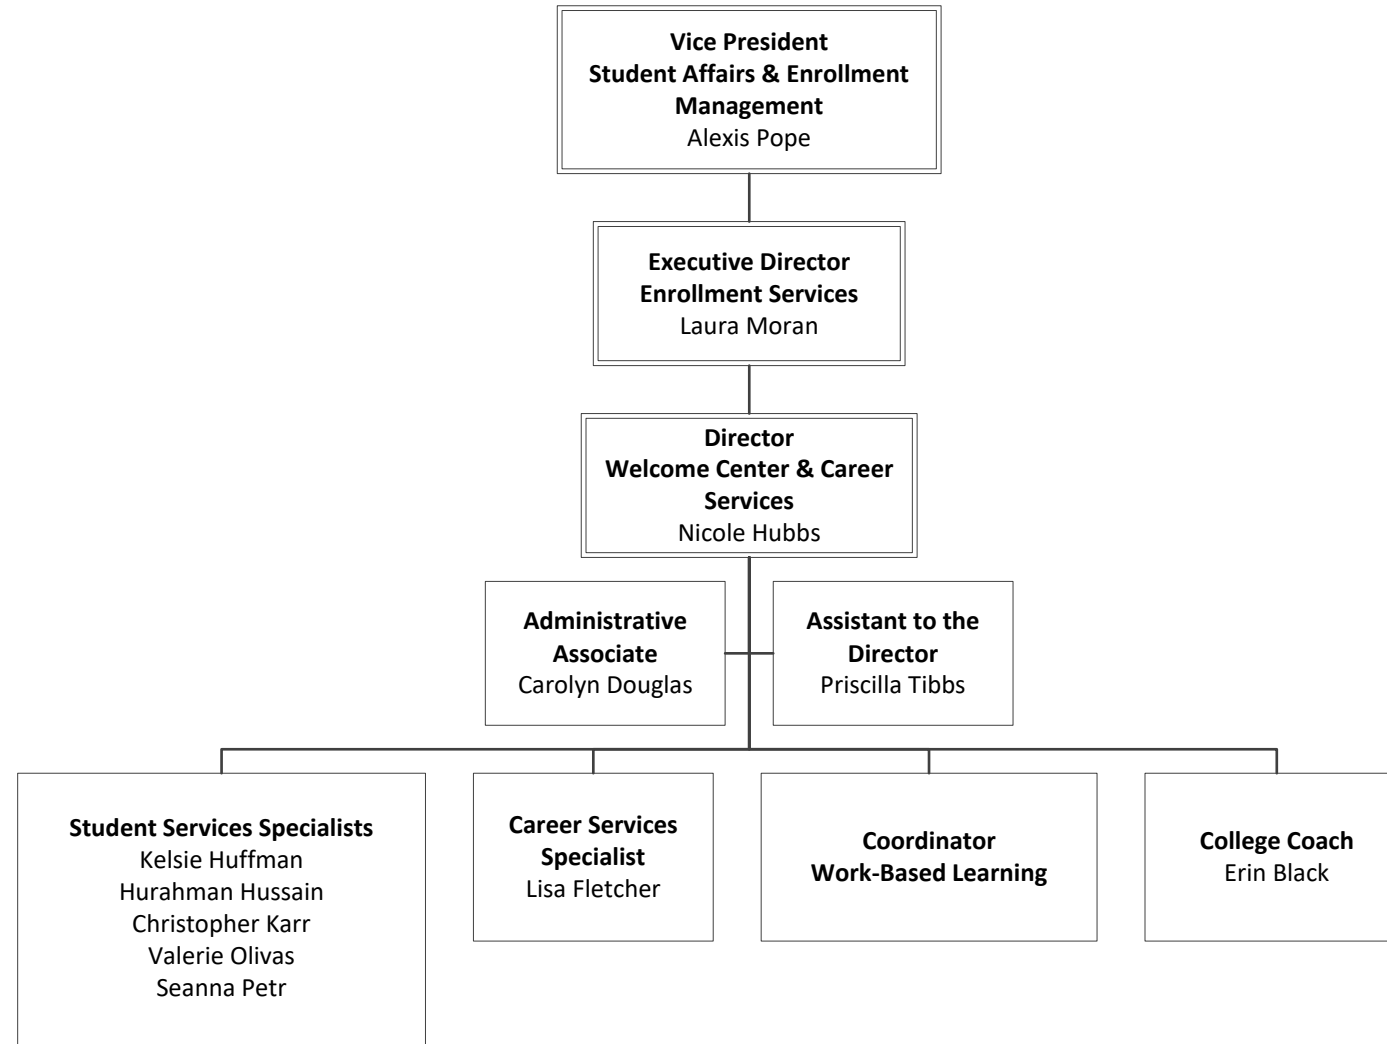 Vice President
Student Affairs & Enrollment
Management
Alexis Pope
Executive Director
Enrollment Services
Laura Moran
Director
Welcome Center & Career
Services
Nicole Hubbs
Administrative
Associate
Carolyn Douglas
Assistant to the
Director
Priscilla Tibbs
Student Services Specialists
Kelsie Huffman
Hurahman Hussain
Christopher Karr
Valerie Olivas
Seanna Petr
Career Services
Specialist
Lisa Fletcher
Coordinator
Work-Based Learning
College Coach
Erin Black